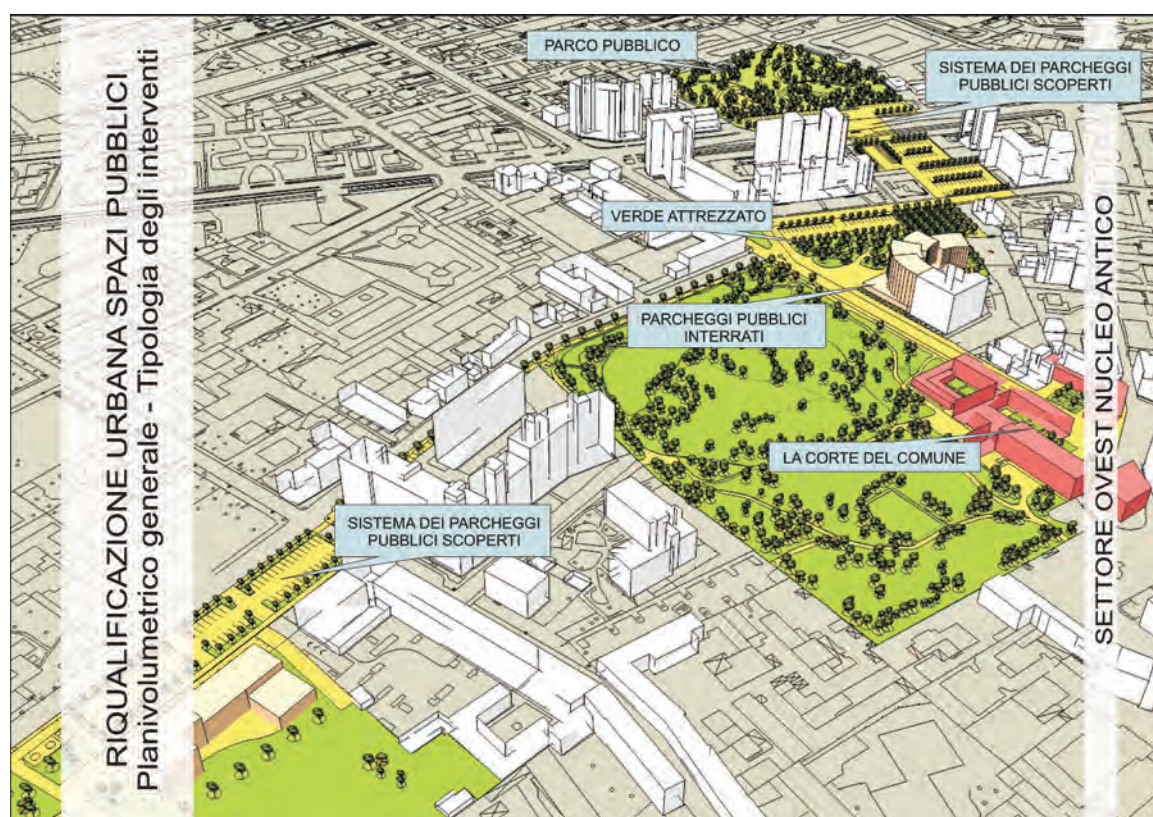 RIQUALIFICAZIONE URBANA SPAZI PUBBLICI
Planivolumetrico generale - Tipologia degli interventi
PARCO PUBBLICO
SISTEMA DEI PARCHEGGI
PUBBLICI SCOPERTI
VERDE ATTREZZATO
PARCHEGGI PUBBLICI
INTERRATI
LA CORTE DEL COMUNE
SISTEMA DEI PARCHEGGI
PUBBLICI SCOPERTI
SETTORE OVEST NUCLEO ANTICO